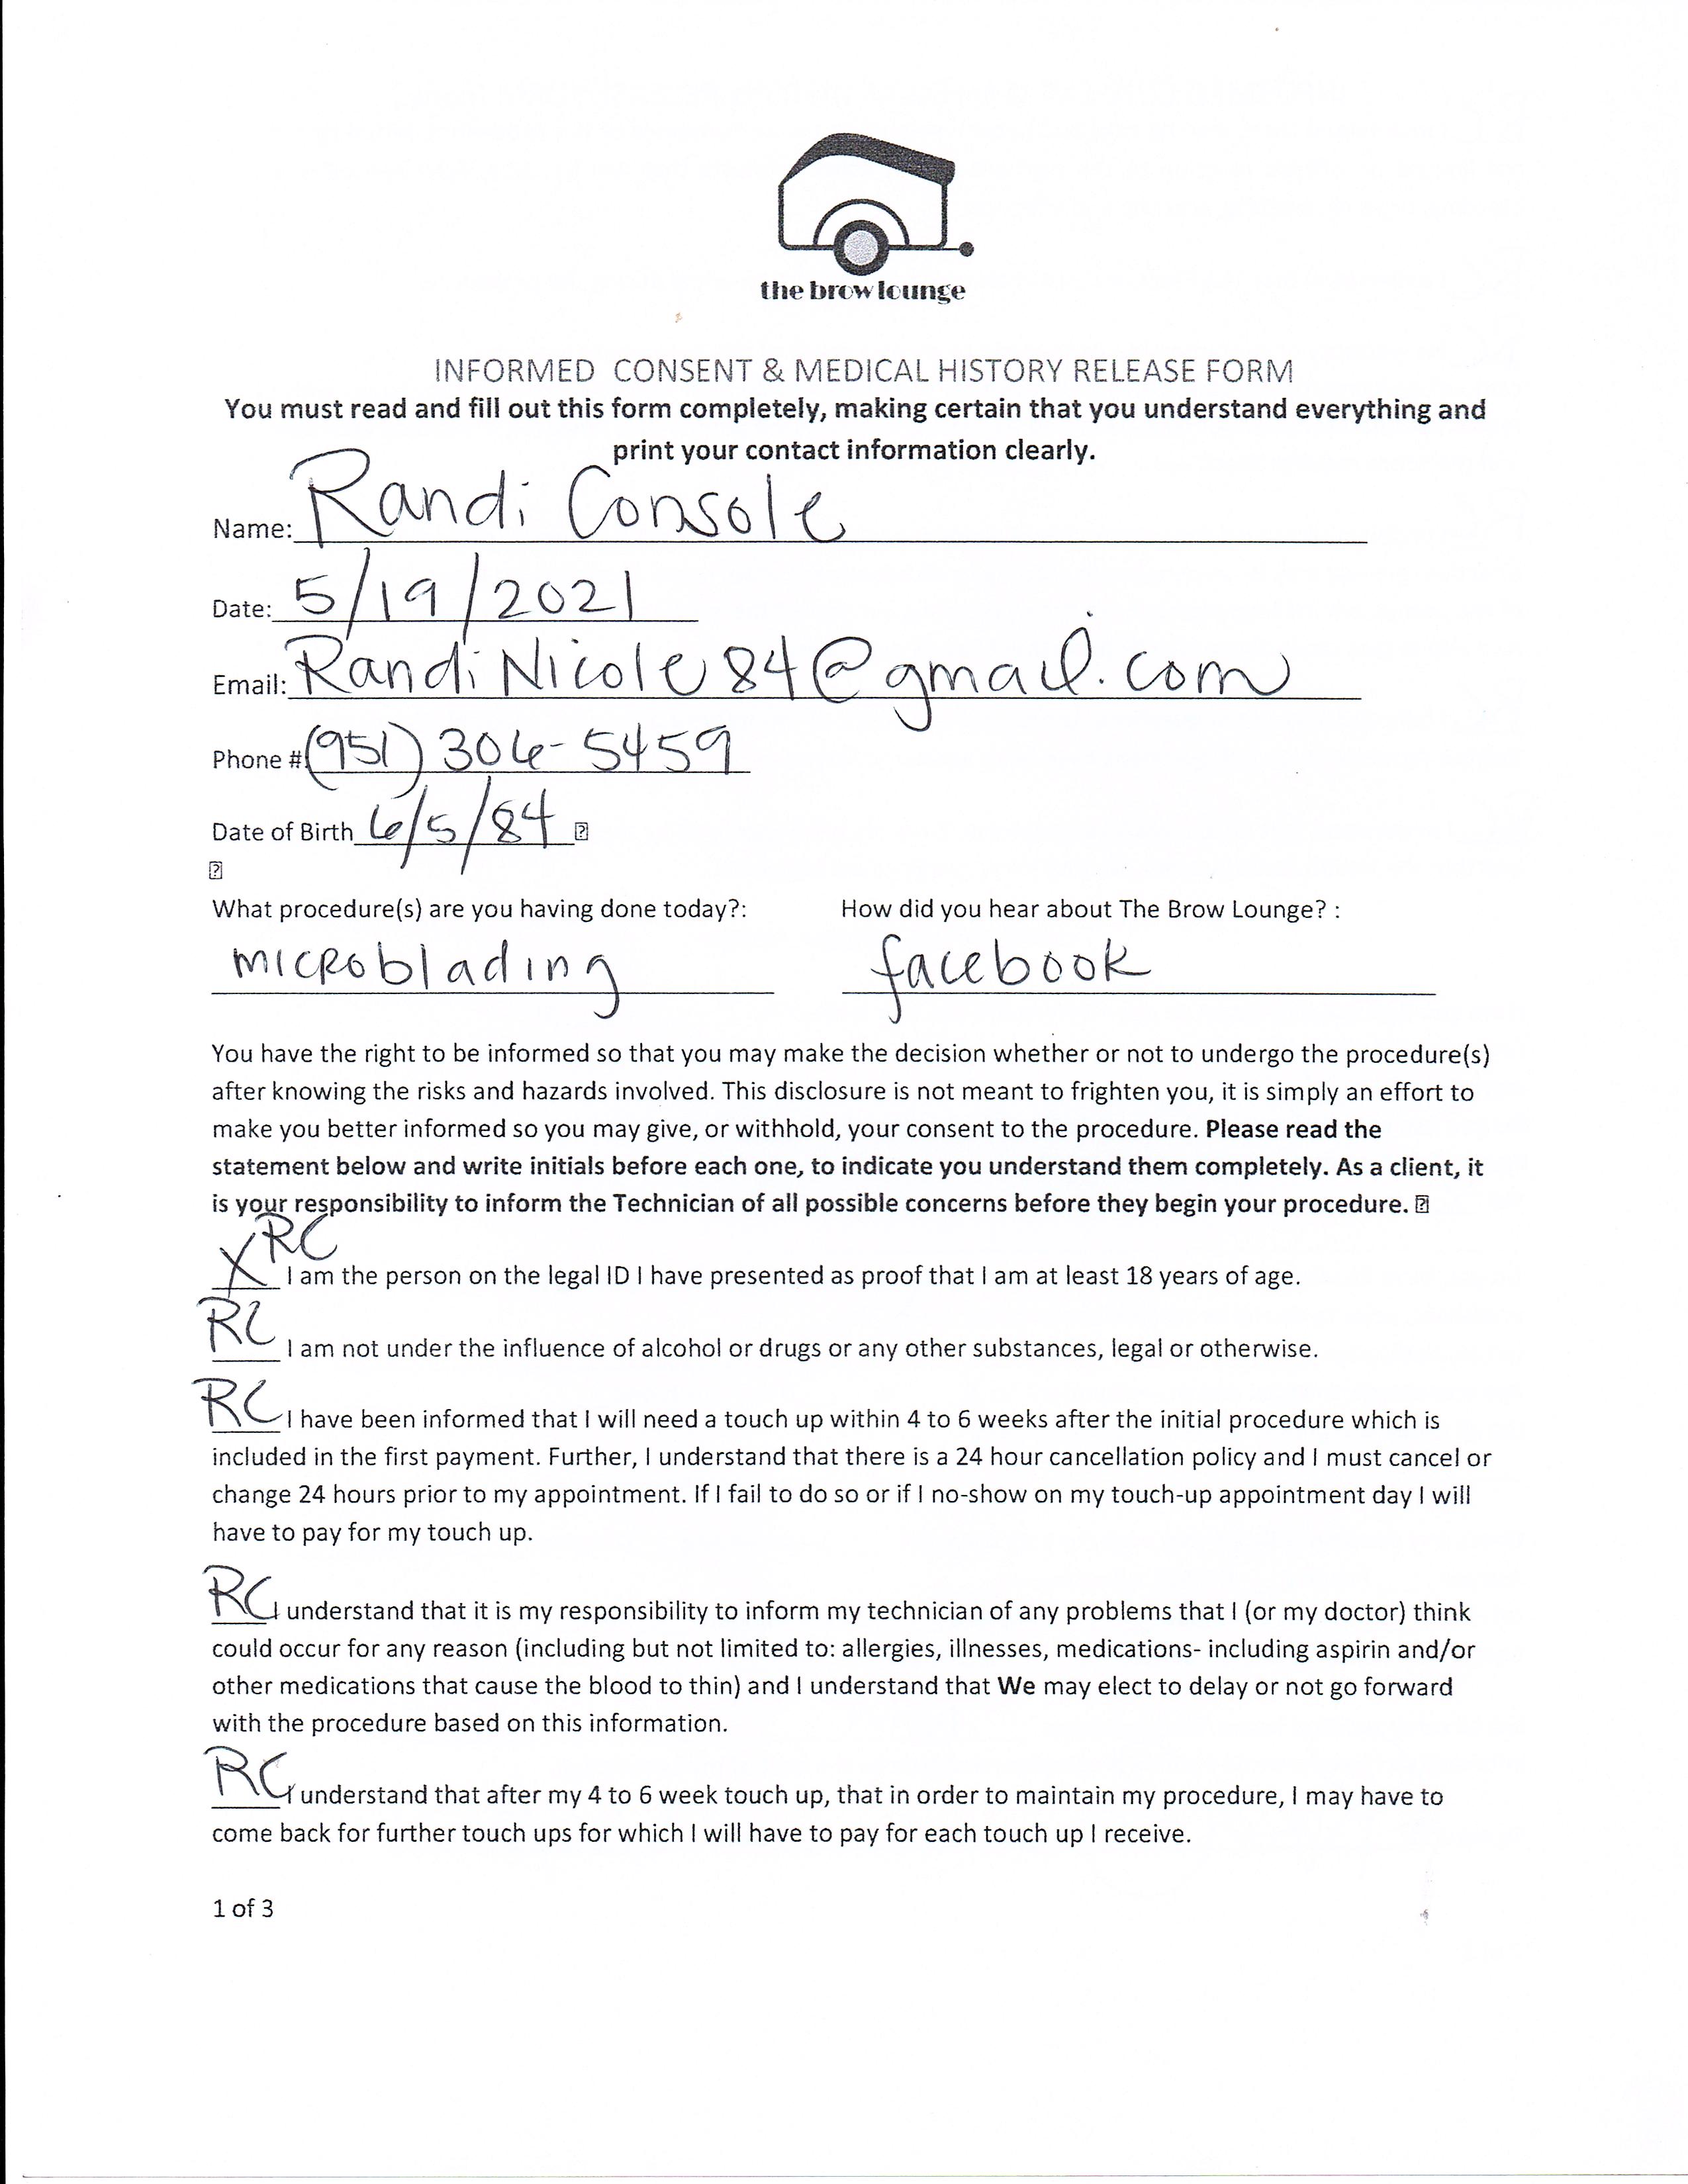 the brow lounge
INFORMED CONSENT & MEDICAL HISTORY RELEASE FORM
You must read and fill out this form completely, making certain that you understand everything and
print your contact information clearly.
Name: Randi Console
Date: 5/19/2021
Email: RandiNicole84@gmail.com
Phone # (951) 306-5459
Date of Birth 6/5/84
What procedure(s) are you having done today?: How did you hear about The Brow Lounge? :
microblading facebook
You have the right to be informed so that you may make the decision whether or not to undergo the procedure(s)
after knowing the risks and hazards involved. This disclosure is not meant to frighten you, it is simply an effort to
make you better informed so you may give, or withhold, your consent to the procedure. Please read the
statement below and write initials before each one, to indicate you understand them completely. As a client, it
is your responsibility to inform the Technician of all possible concerns before they begin your procedure.
X RC I am the person on the legal ID I have presented as proof that I am at least 18 years of age.
RC I am not under the influence of alcohol or drugs or any other substances, legal or otherwise.
RC I have been informed that I will need a touch up within 4 to 6 weeks after the initial procedure which is
included in the first payment. Further, I understand that there is a 24 hour cancellation policy and I must cancel or
change 24 hours prior to my appointment. If I fail to do so or if I no-show on my touch-up appointment day I will
have to pay for my touch up.
RC I understand that it is my responsibility to inform my technician of any problems that I (or my doctor) think
could occur for any reason (including but not limited to: allergies, illnesses, medications- including aspirin and/or
other medications that cause the blood to thin) and I understand that We may elect to delay or not go forward
with the procedure based on this information.
RC I understand that after my 4 to 6 week touch up, that in order to maintain my procedure, I may have to
come back for further touch ups for which I will have to pay for each touch up I receive.
1 of 3